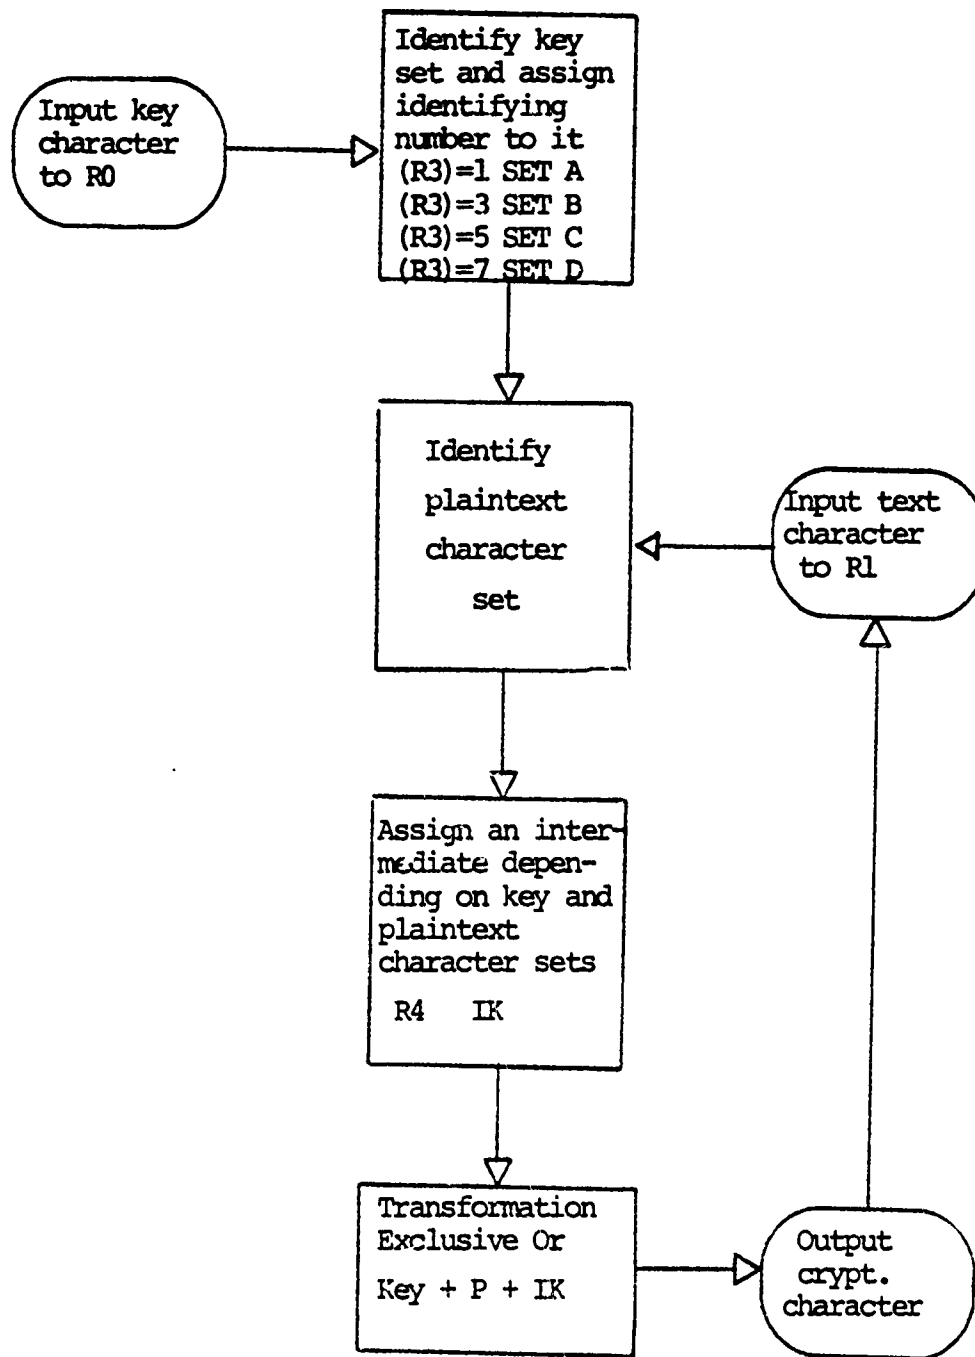 Input key
character
to R0
Identify key
set and assign
identifying
number to it
(R3)=1 SET A
(R3)=3 SET B
(R3)=5 SET C
(R3)=7 SET D
Identify
plaintext
character
set
Input text
character
to R1
Assign an inter-
mediate depen-
ding on key and
plaintext
character sets
R4 IK
Transformation
Exclusive Or
Key + P + IK
Output
crypt.
character